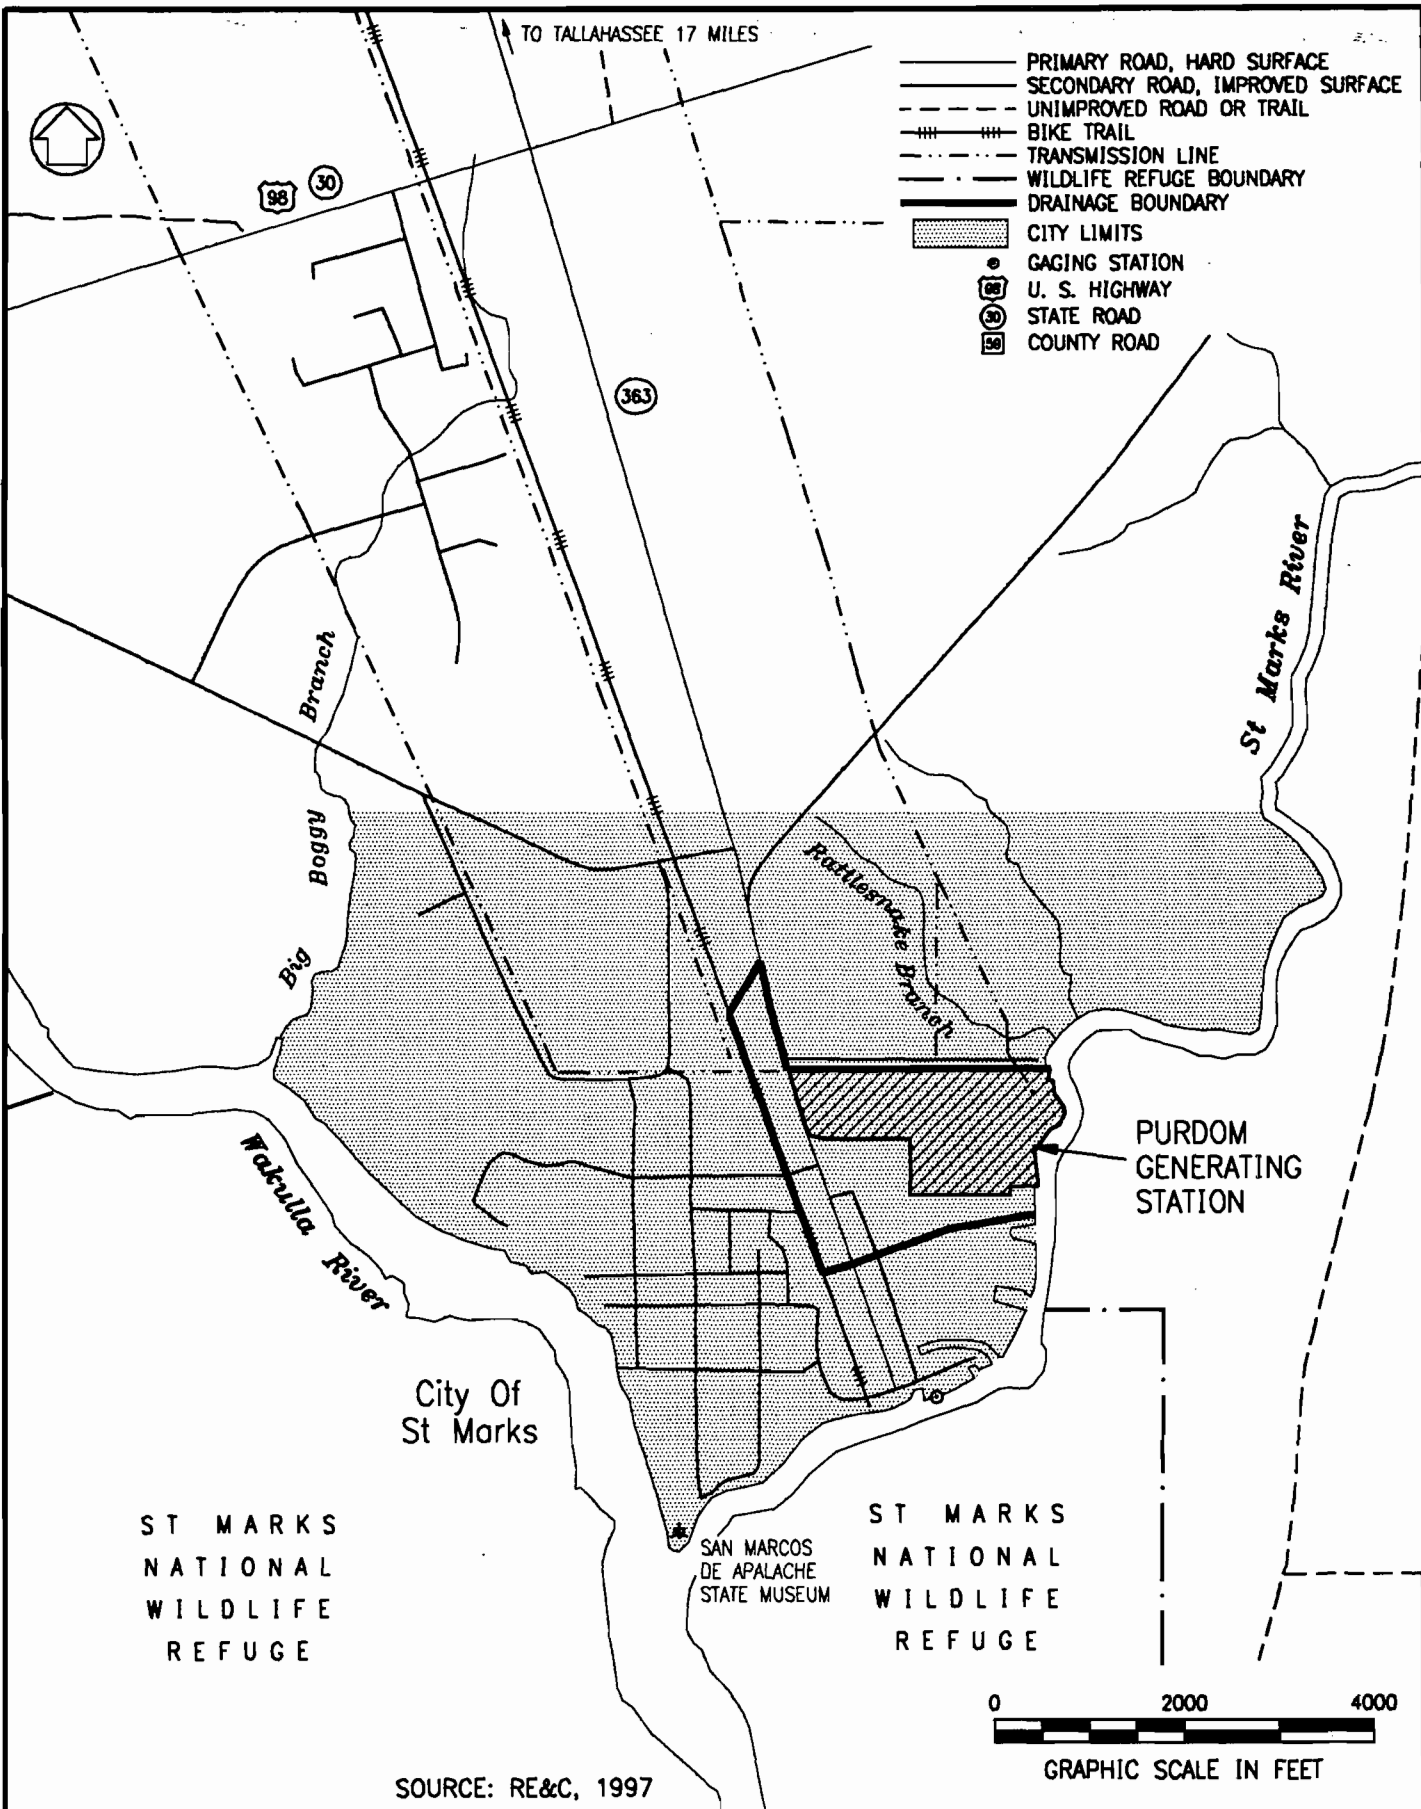 TO TALLAHASSEE 17 MILES
PRIMARY ROAD, HARD SURFACE
SECONDARY ROAD, IMPROVED SURFACE
UNIMPROVED ROAD OR TRAIL
BIKE TRAIL
TRANSMISSION LINE
WILDLIFE REFUGE BOUNDARY
DRAINAGE BOUNDARY
CITY LIMITS
GAGING STATION
98 U. S. HIGHWAY
30 STATE ROAD
59 COUNTY ROAD
98
30
363
St Marks River
Big Boggy Branch
Rattlesnake Branch
PURDOM
GENERATING
STATION
Wakulla River
City Of
St Marks
ST MARKS
NATIONAL
WILDLIFE
REFUGE
SAN MARCOS
DE APALACHE
STATE MUSEUM
ST MARKS
NATIONAL
WILDLIFE
REFUGE
0 2000 4000
GRAPHIC SCALE IN FEET
SOURCE: RE&C, 1997